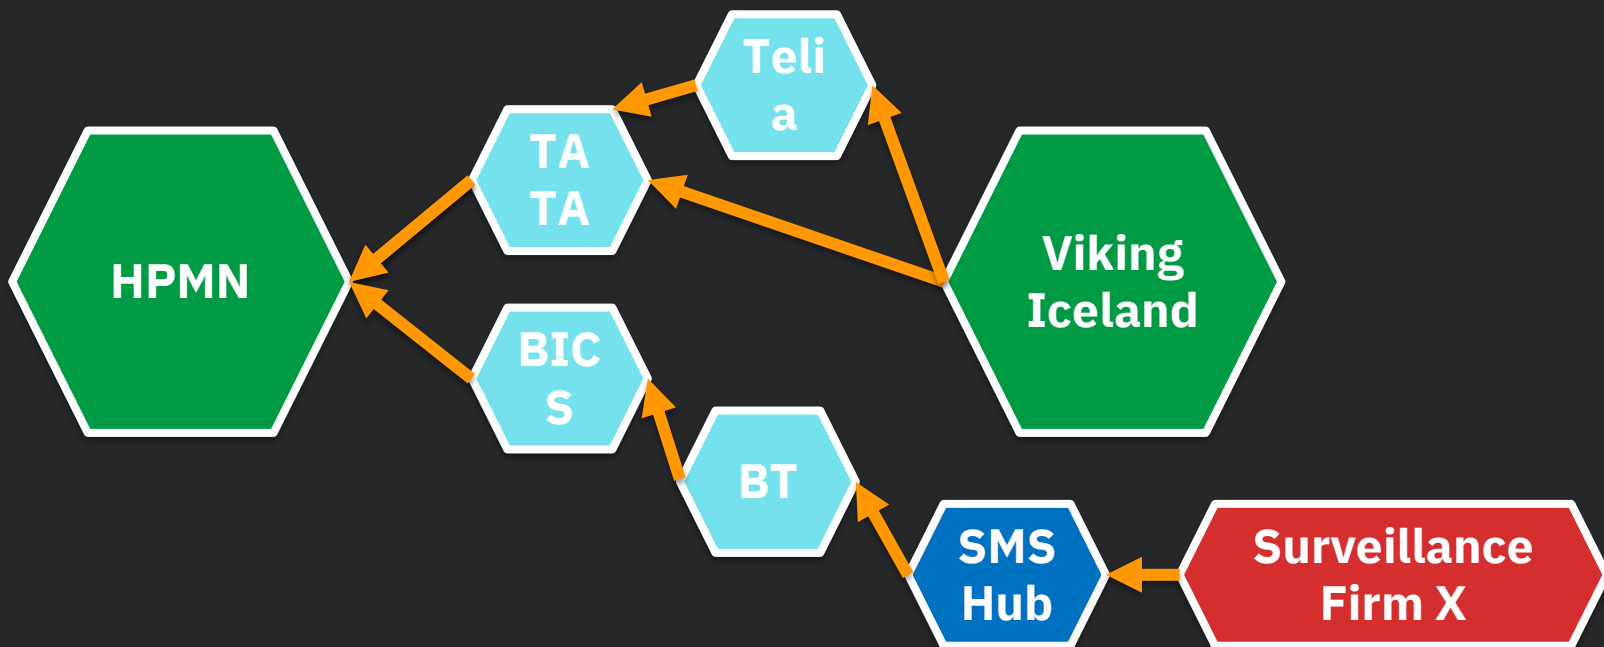 Teli
a
TA
TA
HPMN
Viking
Iceland
BIC
S
BT
SMS
Hub
Surveillance
Firm X